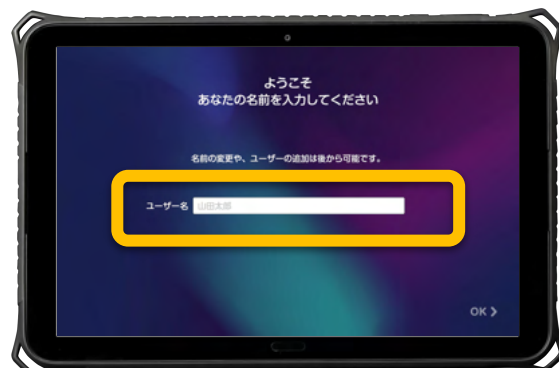 ようこそ
あなたの名前を入力してください
名前の変更や、ユーザーの追加は後から可能です。
ユーザー名 山田太郎
OK >